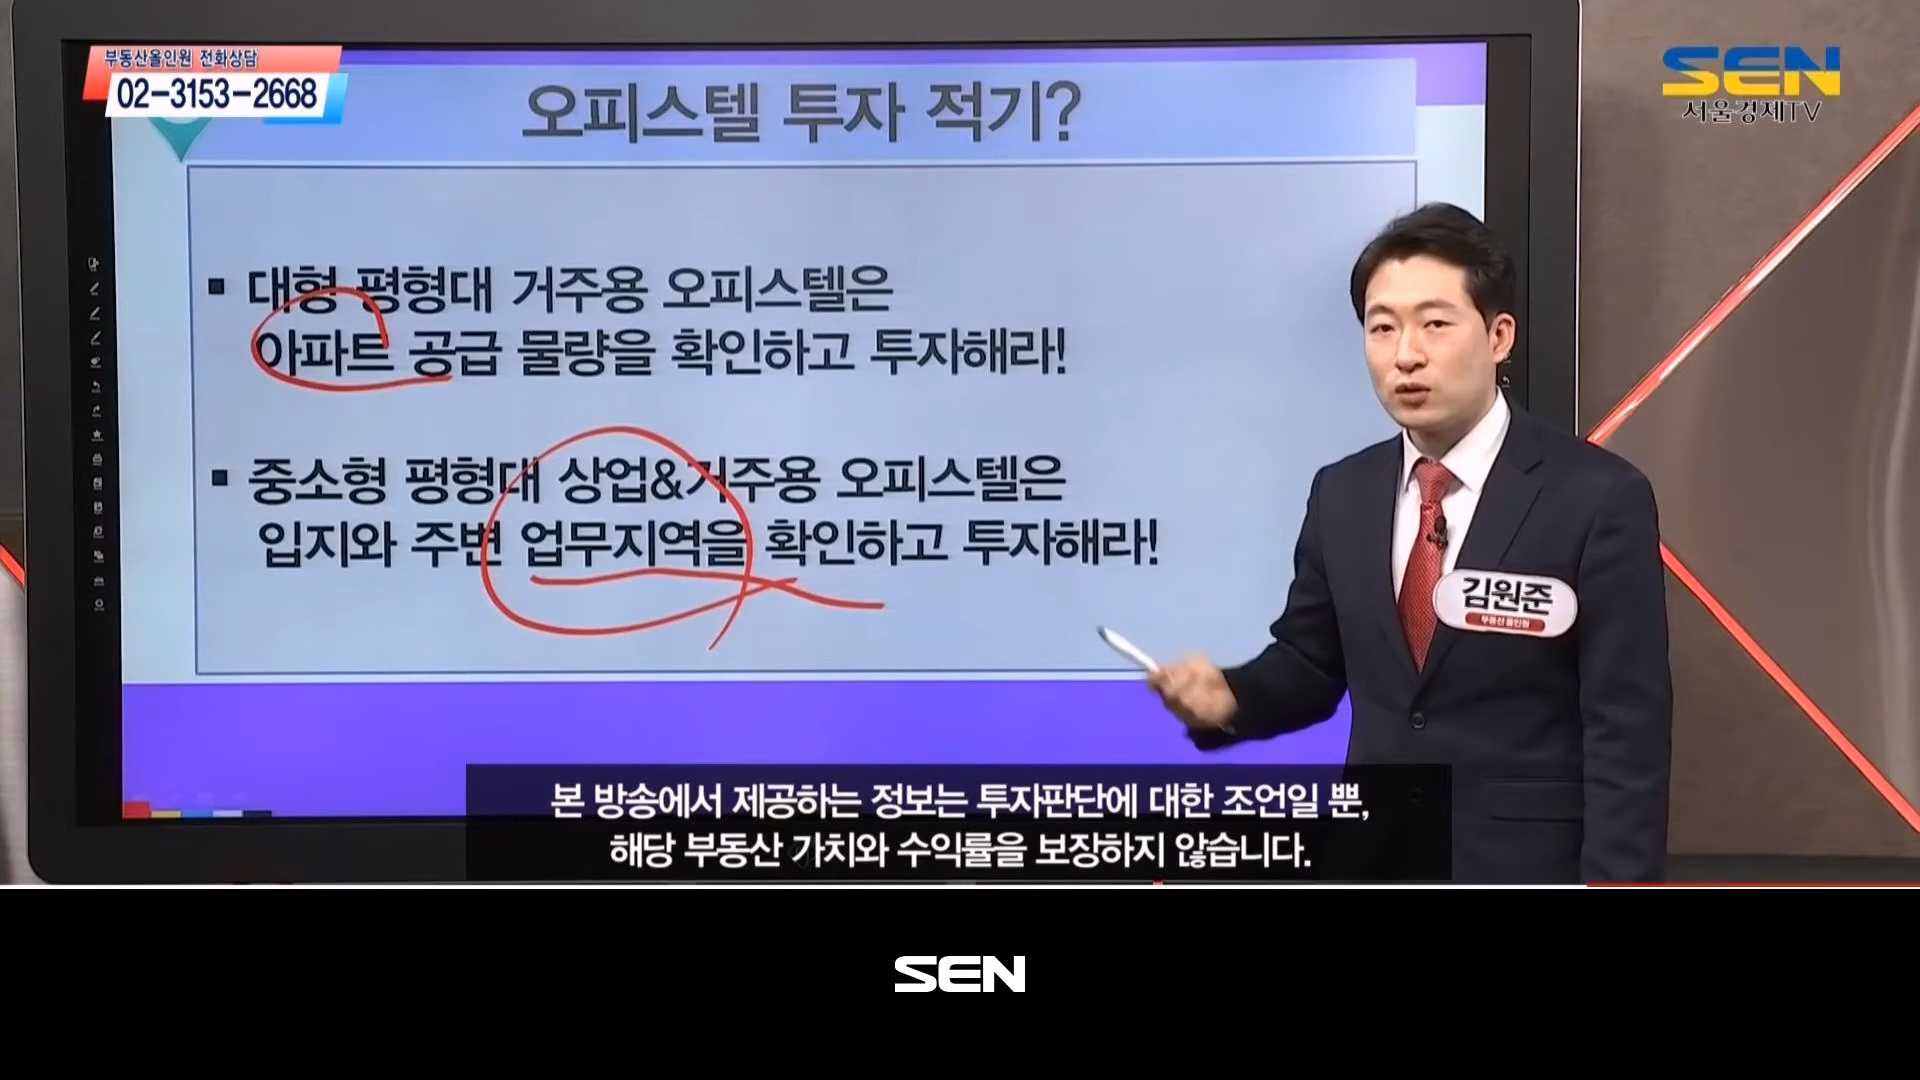 부동산올인원 전화상담
02-3153-2668
SEN
서울경제TV
오피스텔 투자 적기?
▪ 대형 평형대 거주용 오피스텔은
아파트 공급 물량을 확인하고 투자해라!
▪ 중소형 평형대 상업&거주용 오피스텔은
입지와 주변 업무지역을 확인하고 투자해라!
김원준
부동산 올인원
본 방송에서 제공하는 정보는 투자판단에 대한 조언일 뿐,
해당 부동산 가치와 수익률을 보장하지 않습니다.
SEN